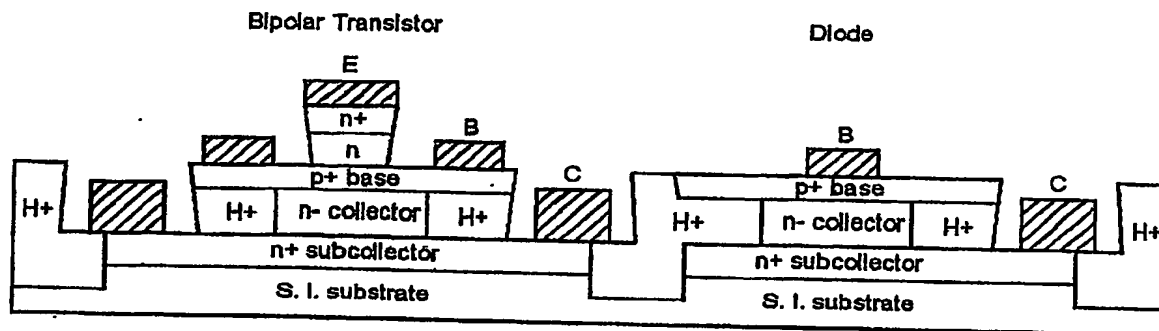 Bipolar Transistor
Diode
E
n+
n
B
B
p+ base
p+ base
C
C
H+
H+
n- collector
H+
H+
n- collector
H+
H+
n+ subcollector
n+ subcollector
S. I. substrate
S. I. substrate